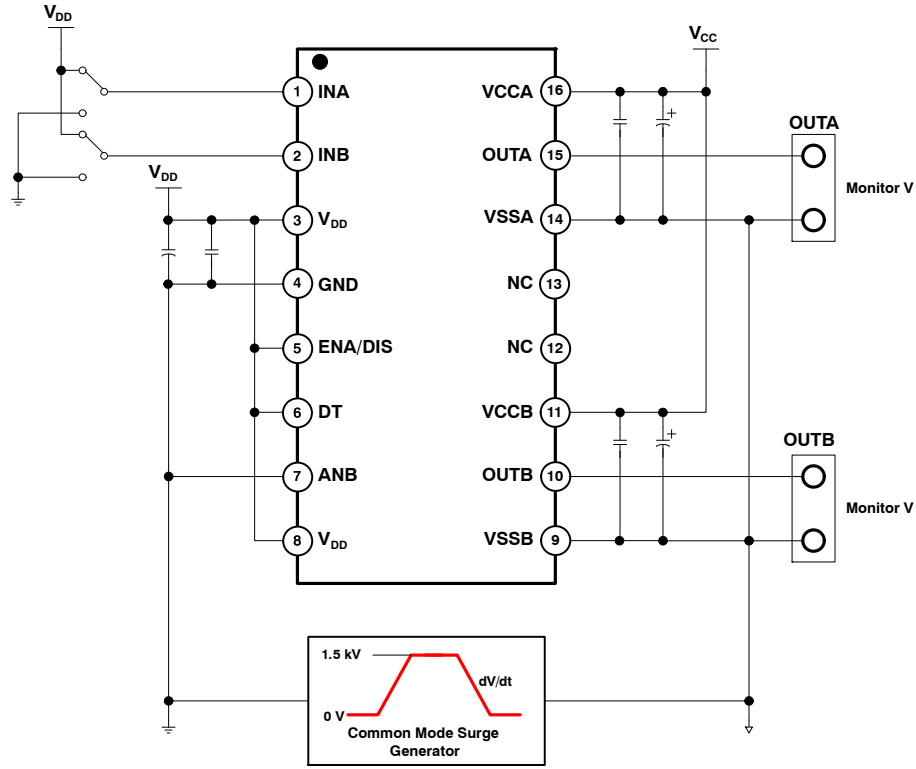 VDD
VCC
1 INA VCCA 16
OUTA
2 INB OUTA 15
Monitor V
VDD
3 VDD VSSA 14
4 GND NC 13
5 ENA/DIS NC 12
6 DT VCCB 11
OUTB
7 ANB OUTB 10
Monitor V
8 VDD VSSB 9
+
+
1.5 kV
dV/dt
0 V
Common Mode Surge
Generator